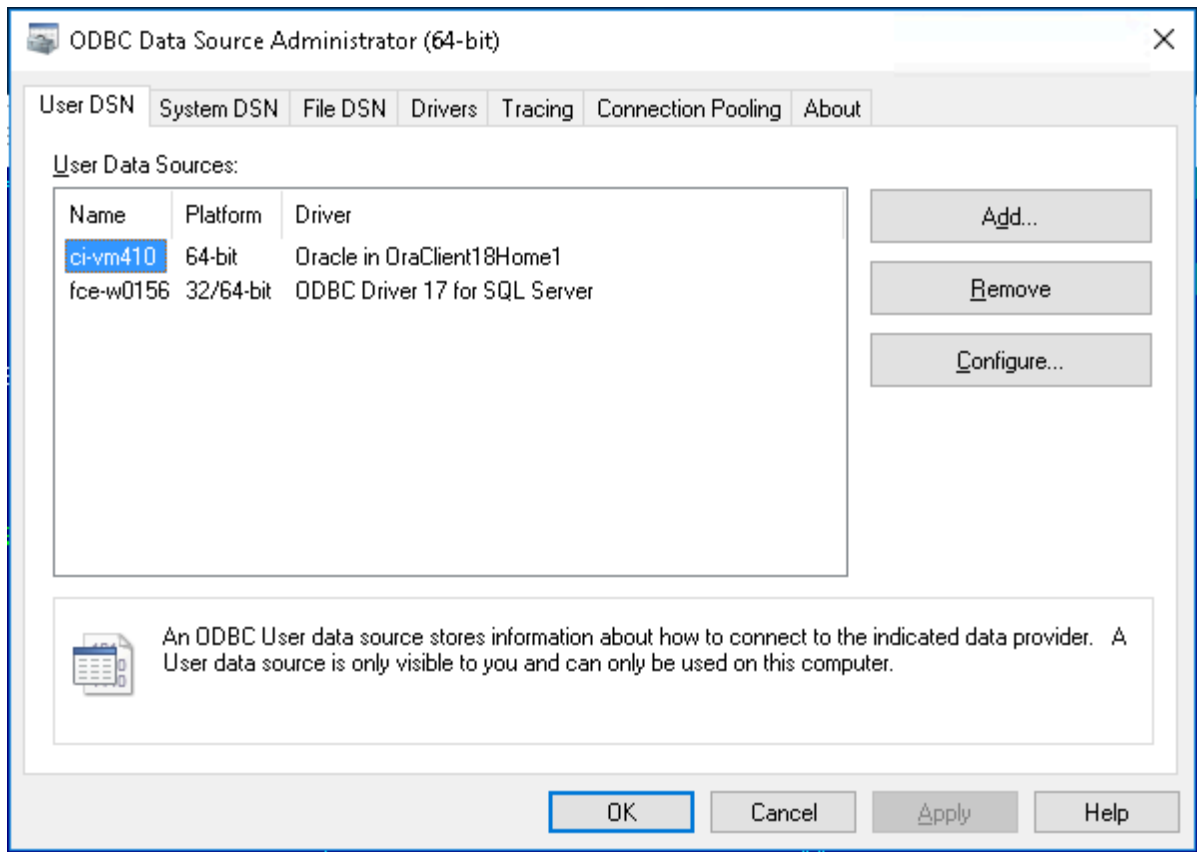 ODBC Data Source Administrator (64-bit)
User DSN System DSN File DSN Drivers Tracing Connection Pooling About
User Data Sources:
Name Platform Driver
ci-vm410 64-bit Oracle in OraClient18Home1
fce-w0156 32/64-bit ODBC Driver 17 for SQL Server
Add...
Remove
Configure...
An ODBC User data source stores information about how to connect to the indicated data provider. A
User data source is only visible to you and can only be used on this computer.
OK Cancel Apply Help